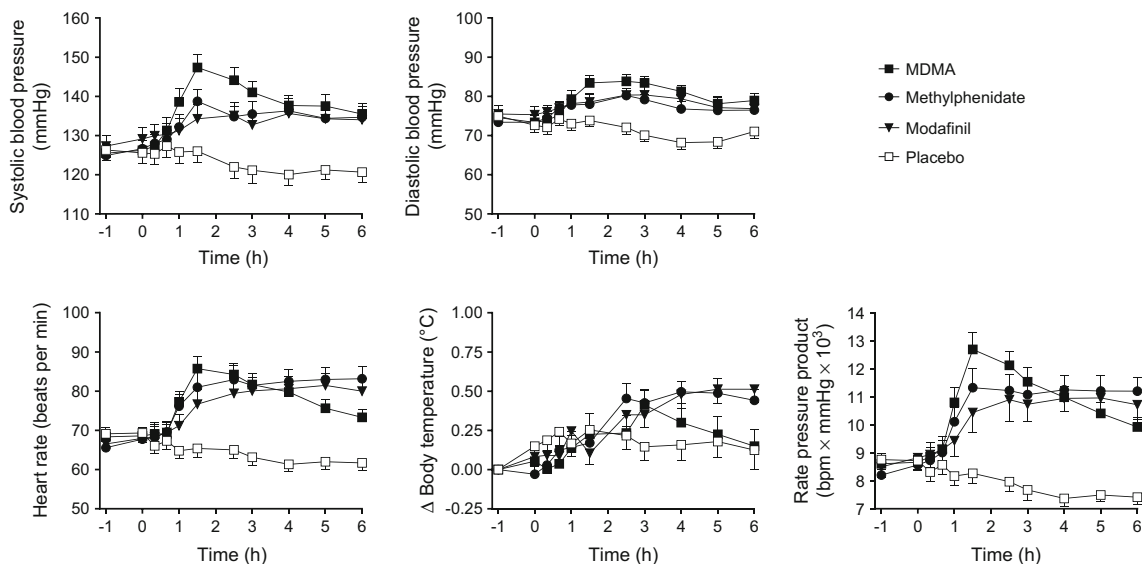 Systolic blood pressure
(mmHg)
160
150
140
130
120
110
-1 0 1 2 3 4 5 6
Time (h)
Diastolic blood pressure
(mmHg)
100
90
80
70
60
50
-1 0 1 2 3 4 5 6
Time (h)
MDMA
Methylphenidate
Modafinil
Placebo
Heart rate (beats per min)
100
90
80
70
60
50
-1 0 1 2 3 4 5 6
Time (h)
Δ Body temperature (°C)
1.00
0.75
0.50
0.25
0.00
-0.25
-1 0 1 2 3 4 5 6
Time (h)
Rate pressure product
(bpm × mmHg × 10³)
14
13
12
11
10
9
8
7
-1 0 1 2 3 4 5 6
Time (h)